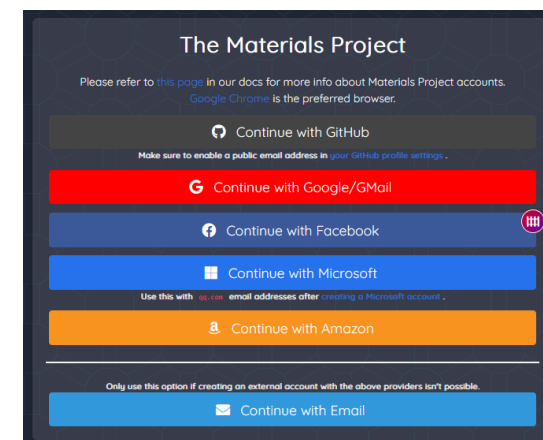 The Materials Project
Please refer to this page in our docs for more info about Materials Project accounts.
Google Chrome is the preferred browser.
Continue with GitHub
Make sure to enable a public email address in your GitHub profile settings .
Continue with Google/GMail
Continue with Facebook
Continue with Microsoft
Use this with qq.com email addresses after creating a Microsoft account .
Continue with Amazon
Only use this option if creating an external account with the above providers isn't possible.
Continue with Email